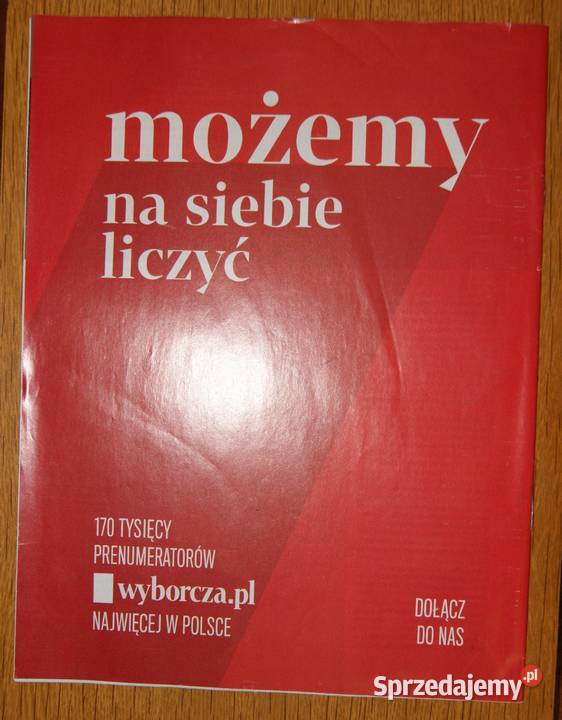 możemy
na siebie
liczyć
170 TYSIĘCY
PRENUMERATORÓW
wyborcza.pl
NAJWIĘCEJ W POLSCE
DOŁĄCZ
DO NAS
Sprzedajemy.pl